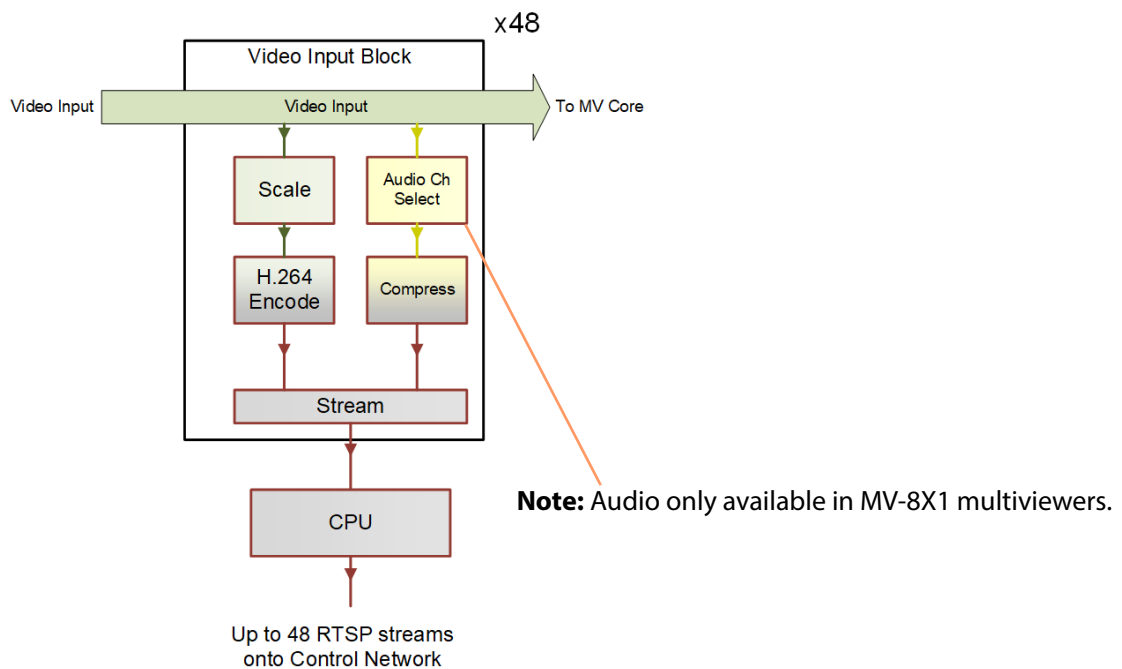 x48
Video Input Block
Video Input
Video Input
To MV Core
Scale
Audio Ch
Select
H.264
Encode
Compress
Stream
CPU
Note: Audio only available in MV-8X1 multiviewers.
Up to 48 RTSP streams
onto Control Network